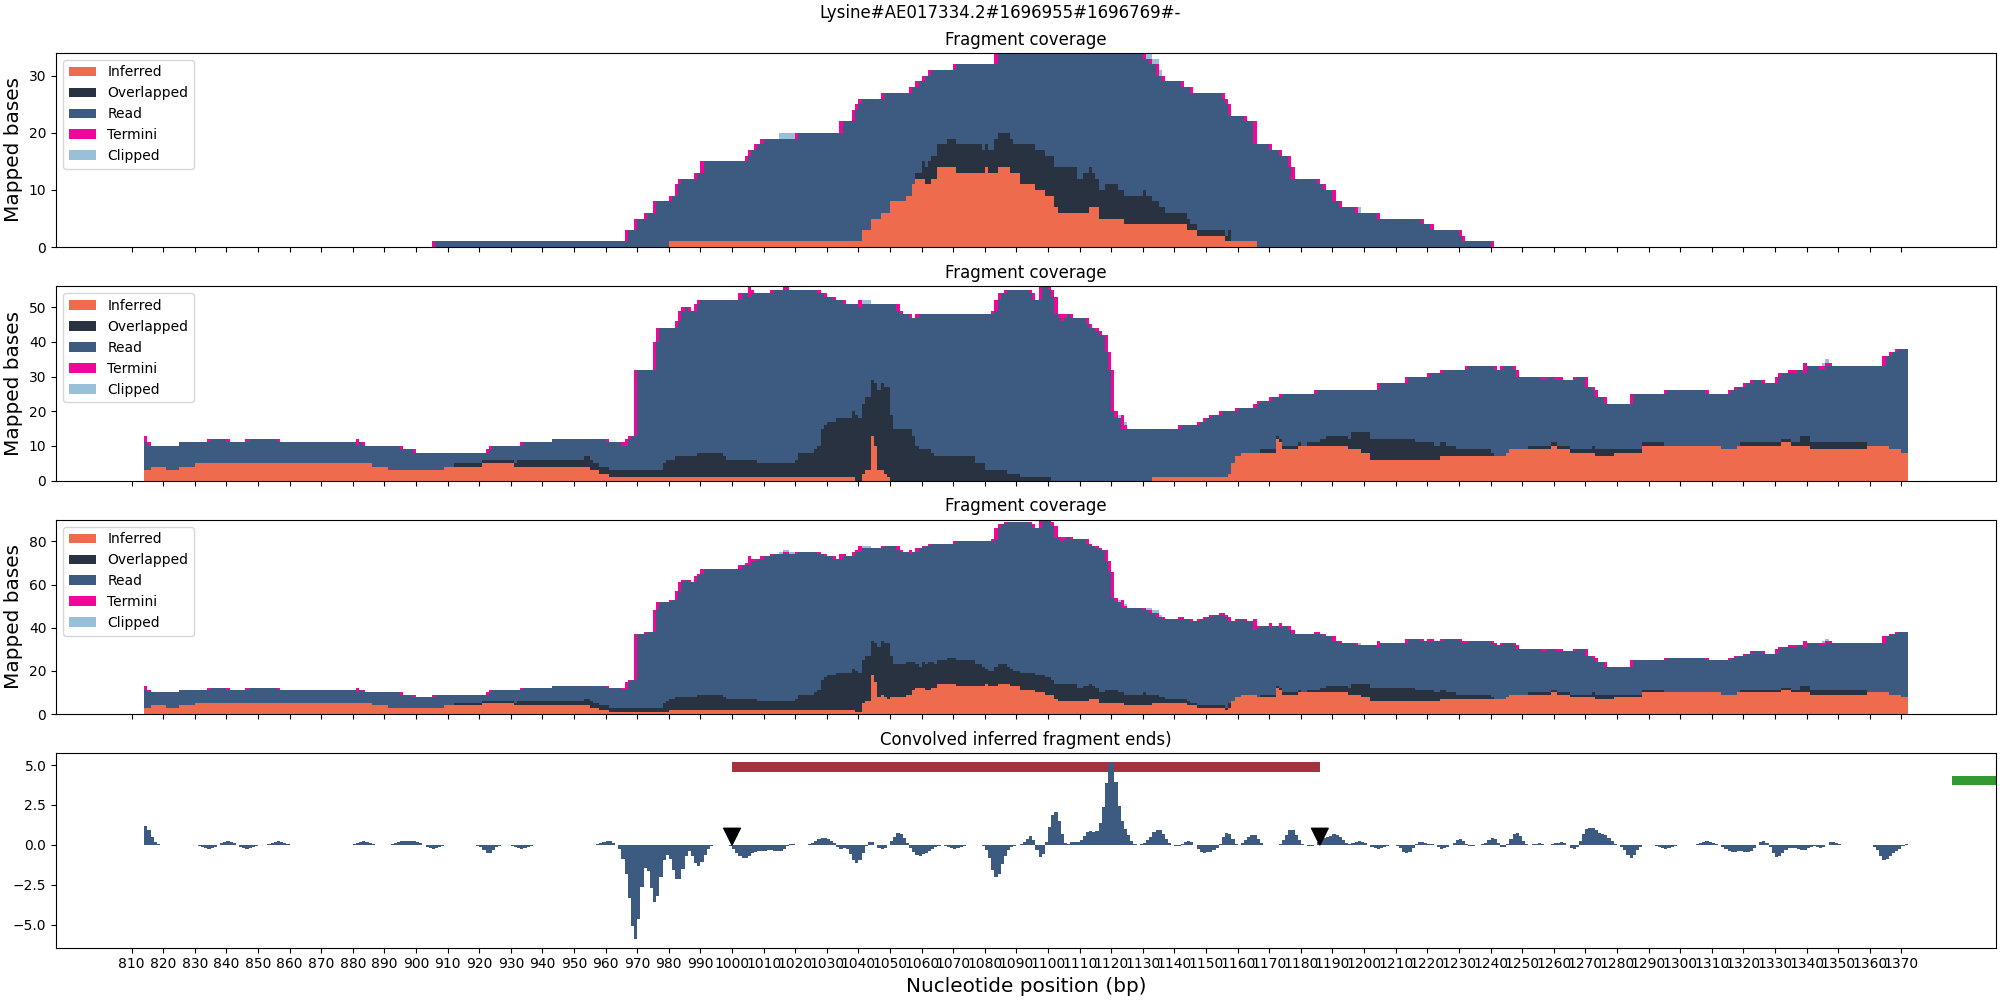 Lysine#AE017334.2#1696955#1696769#-
Fragment coverage
Mapped bases
30
20
10
0
Inferred
Overlapped
Read
Termini
Clipped
Fragment coverage
Mapped bases
50
40
30
20
10
0
Inferred
Overlapped
Read
Termini
Clipped
Fragment coverage
Mapped bases
80
60
40
20
0
Inferred
Overlapped
Read
Termini
Clipped
Convolved inferred fragment ends)
5.0
2.5
0.0
−2.5
−5.0
810 820 830 840 850 860 870 880 890 900 910 920 930 940 950 960 970 980 990 1000 1010 1020 1030 1040 1050 1060 1070 1080 1090 1100 1110 1120 1130 1140 1150 1160 1170 1180 1190 1200 1210 1220 1230 1240 1250 1260 1270 1280 1290 1300 1310 1320 1330 1340 1350 1360 1370
Nucleotide position (bp)